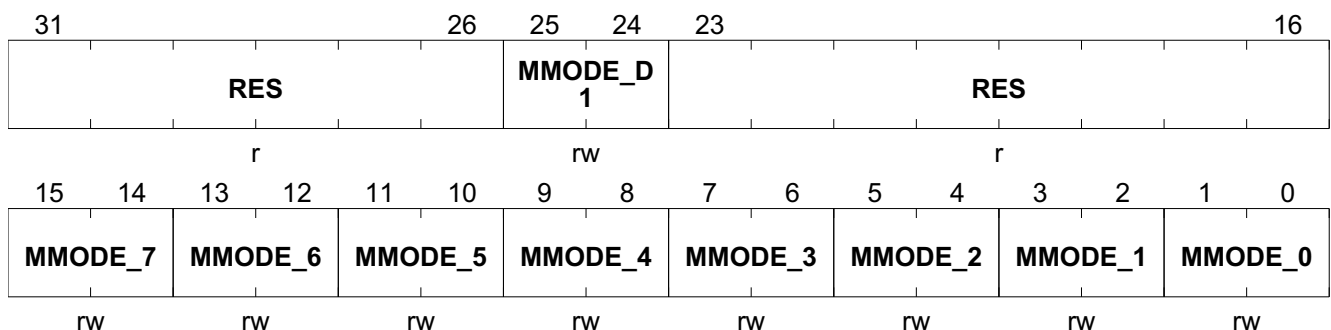 31 26 25 24 23 16
RES MMODE_D RES
1
r rw r
15 14 13 12 11 10 9 8 7 6 5 4 3 2 1 0
MMODE_7 MMODE_6 MMODE_5 MMODE_4 MMODE_3 MMODE_2 MMODE_1 MMODE_0
rw rw rw rw rw rw rw rw